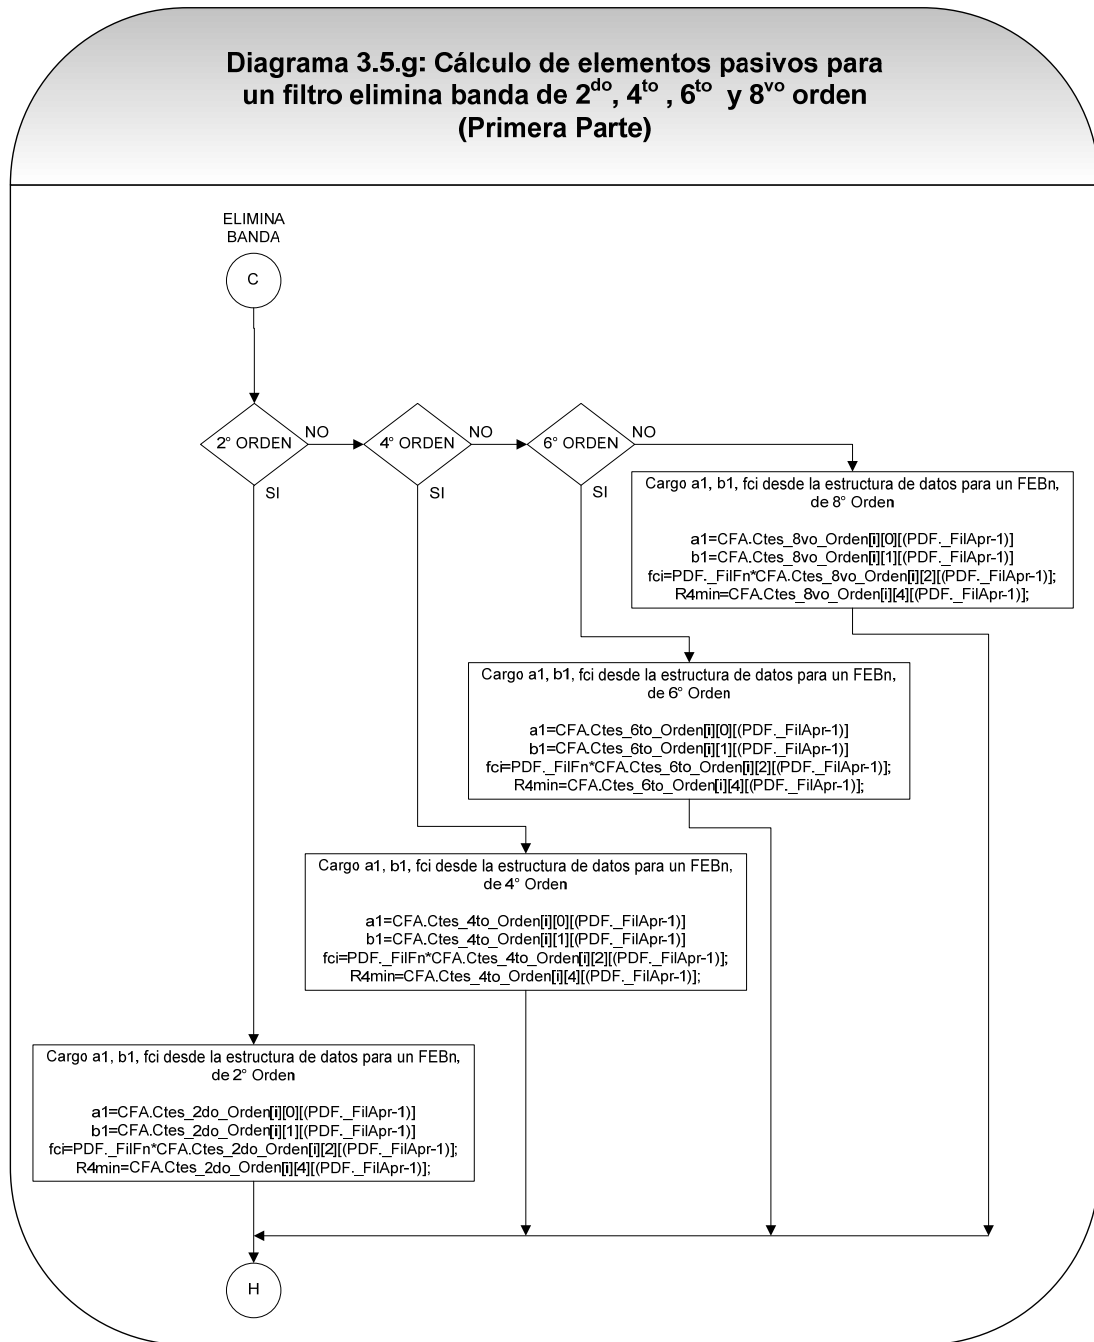 Diagrama 3.5.g: Cálculo de elementos pasivos para
un filtro elimina banda de 2do, 4to , 6to y 8vo orden
(Primera Parte)
ELIMINA
BANDA
C
2° ORDEN
NO
4° ORDEN
NO
6° ORDEN
NO
SI
SI
SI
Cargo a1, b1, fci desde la estructura de datos para un FEBn,
de 8° Orden
a1=CFA.Ctes_8vo_Orden[i][0][(PDF._FilApr-1)]
b1=CFA.Ctes_8vo_Orden[i][1][(PDF._FilApr-1)]
fci=PDF._FilFn*CFA.Ctes_8vo_Orden[i][2][(PDF._FilApr-1)];
R4min=CFA.Ctes_8vo_Orden[i][4][(PDF._FilApr-1)];
Cargo a1, b1, fci desde la estructura de datos para un FEBn,
de 6° Orden
a1=CFA.Ctes_6to_Orden[i][0][(PDF._FilApr-1)]
b1=CFA.Ctes_6to_Orden[i][1][(PDF._FilApr-1)]
fci=PDF._FilFn*CFA.Ctes_6to_Orden[i][2][(PDF._FilApr-1)];
R4min=CFA.Ctes_6to_Orden[i][4][(PDF._FilApr-1)];
Cargo a1, b1, fci desde la estructura de datos para un FEBn,
de 4° Orden
a1=CFA.Ctes_4to_Orden[i][0][(PDF._FilApr-1)]
b1=CFA.Ctes_4to_Orden[i][1][(PDF._FilApr-1)]
fci=PDF._FilFn*CFA.Ctes_4to_Orden[i][2][(PDF._FilApr-1)];
R4min=CFA.Ctes_4to_Orden[i][4][(PDF._FilApr-1)];
Cargo a1, b1, fci desde la estructura de datos para un FEBn,
de 2° Orden
a1=CFA.Ctes_2do_Orden[i][0][(PDF._FilApr-1)]
b1=CFA.Ctes_2do_Orden[i][1][(PDF._FilApr-1)]
fci=PDF._FilFn*CFA.Ctes_2do_Orden[i][2][(PDF._FilApr-1)];
R4min=CFA.Ctes_2do_Orden[i][4][(PDF._FilApr-1)];
H